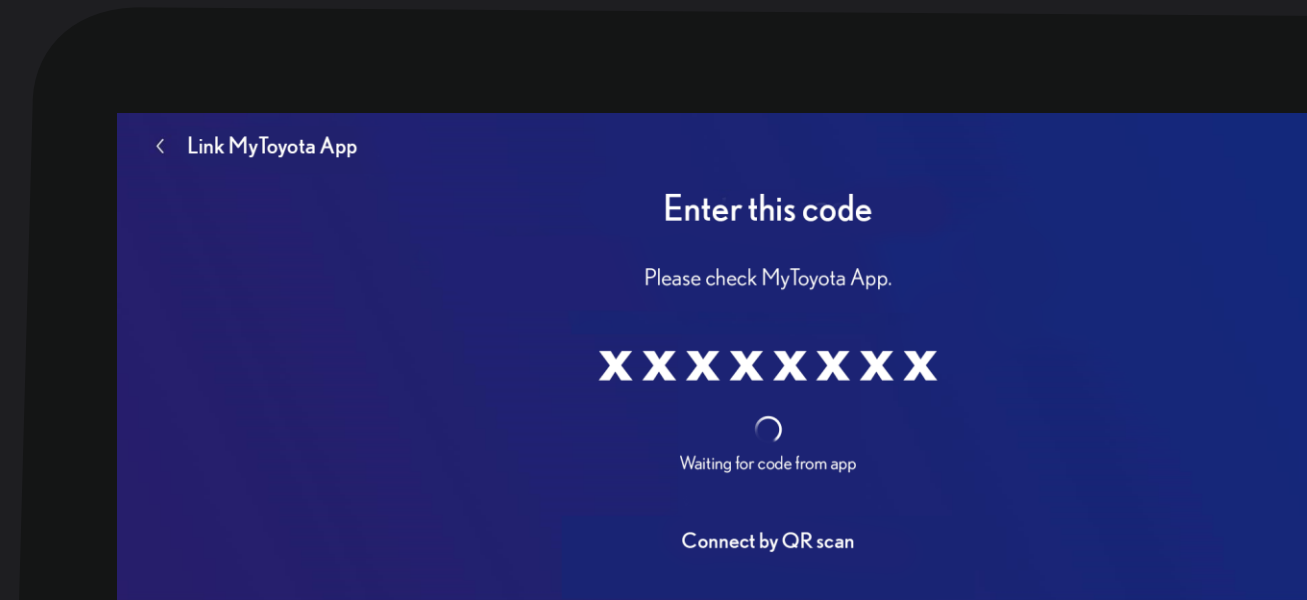 Link MyToyota App
Enter this code
Please check MyToyota App.
x x x x x x x x
Waiting for code from app
Connect by QR scan